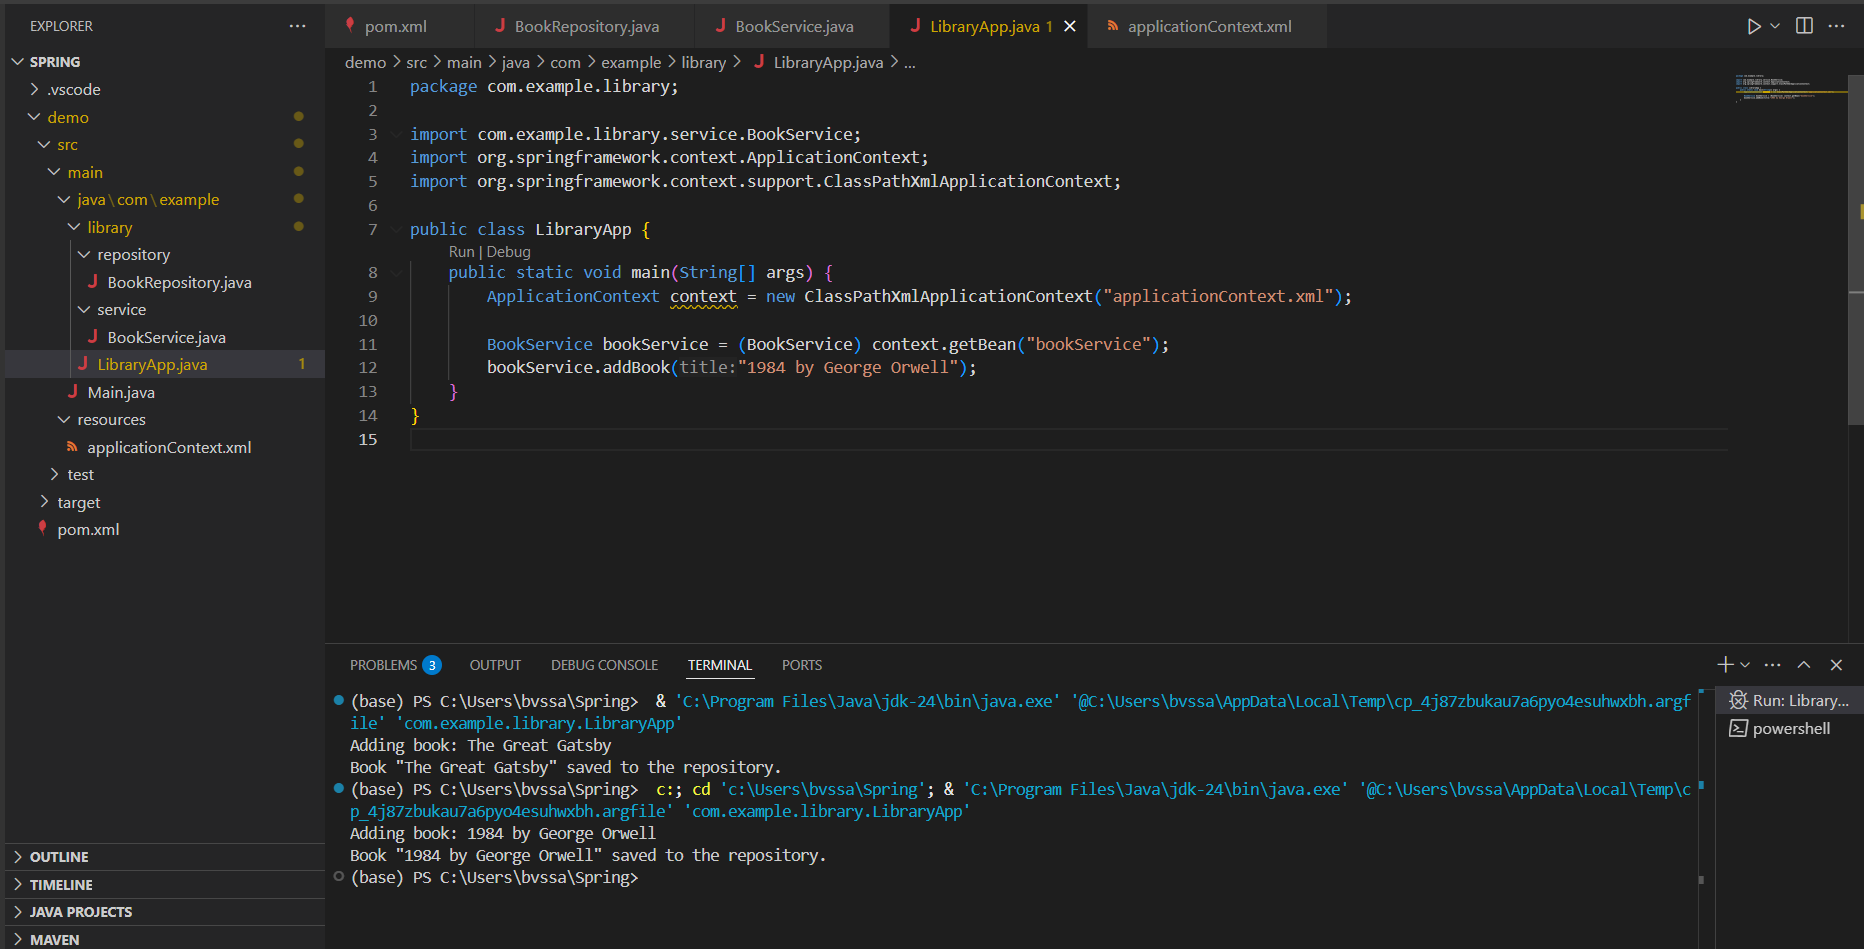 EXPLORER
SPRING
.vscode
demo
src
main
java\com\example
library
repository
BookRepository.java
service
BookService.java
LibraryApp.java 1
Main.java
resources
applicationContext.xml
test
target
pom.xml
OUTLINE
TIMELINE
JAVA PROJECTS
MAVEN
pom.xml BookRepository.java BookService.java LibraryApp.java 1 applicationContext.xml
demo > src > main > java > com > example > library > LibraryApp.java > ...
1 package com.example.library;
2
3 import com.example.library.service.BookService;
4 import org.springframework.context.ApplicationContext;
5 import org.springframework.context.support.ClassPathXmlApplicationContext;
6
7 public class LibraryApp {
Run | Debug
8 public static void main(String[] args) {
9 ApplicationContext context = new ClassPathXmlApplicationContext("applicationContext.xml");
10
11 BookService bookService = (BookService) context.getBean("bookService");
12 bookService.addBook(title:"1984 by George Orwell");
13 }
14 }
15
PROBLEMS 3 OUTPUT DEBUG CONSOLE TERMINAL PORTS
(base) PS C:\Users\bvssa\Spring> & 'C:\Program Files\Java\jdk-24\bin\java.exe' '@C:\Users\bvssa\AppData\Local\Temp\cp_4j87zbukau7a6pyo4esuhwxbh.argf
ile' 'com.example.library.LibraryApp'
Adding book: The Great Gatsby
Book "The Great Gatsby" saved to the repository.
(base) PS C:\Users\bvssa\Spring> c:; cd 'c:\Users\bvssa\Spring'; & 'C:\Program Files\Java\jdk-24\bin\java.exe' '@C:\Users\bvssa\AppData\Local\Temp\c
p_4j87zbukau7a6pyo4esuhwxbh.argfile' 'com.example.library.LibraryApp'
Adding book: 1984 by George Orwell
Book "1984 by George Orwell" saved to the repository.
(base) PS C:\Users\bvssa\Spring>
Run: Library...
powershell